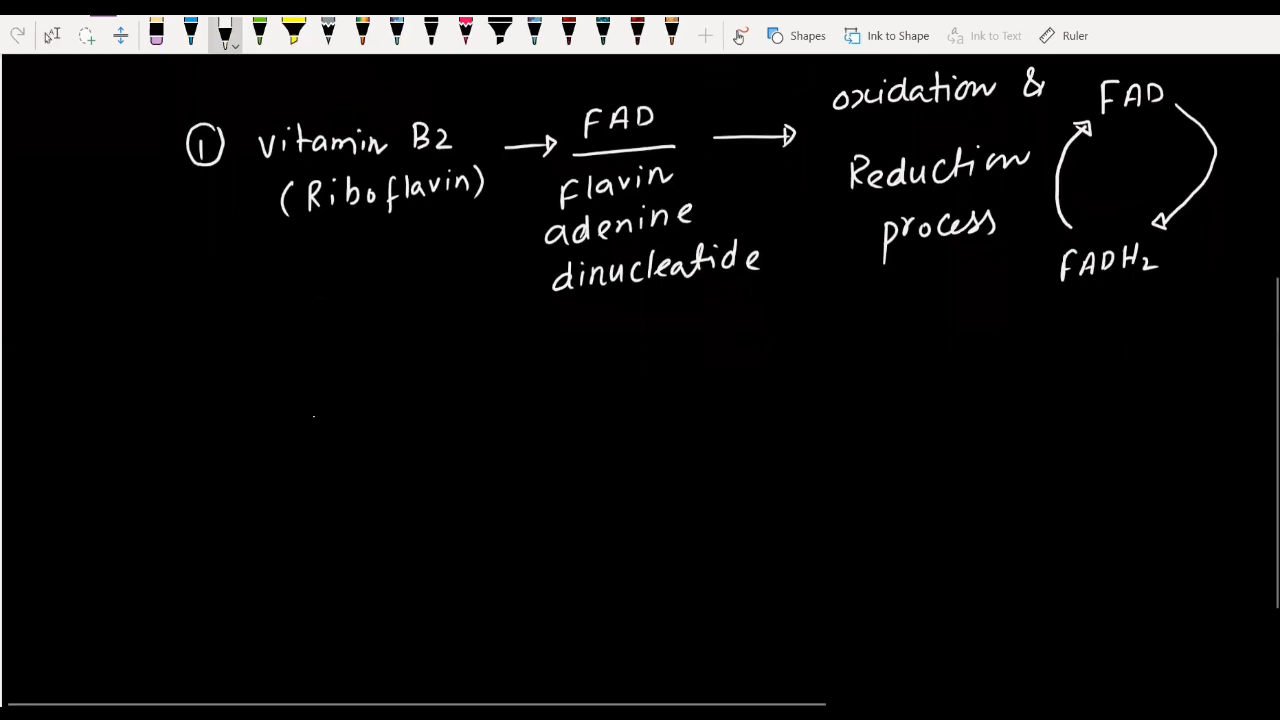 Shapes
Ink to Shape
Ink to Text
Ruler
① vitamin B2
(Riboflavin)
FAD
Flavin
adenine
dinucleatide
oxidation &
Reduction
process
FAD
FADH2